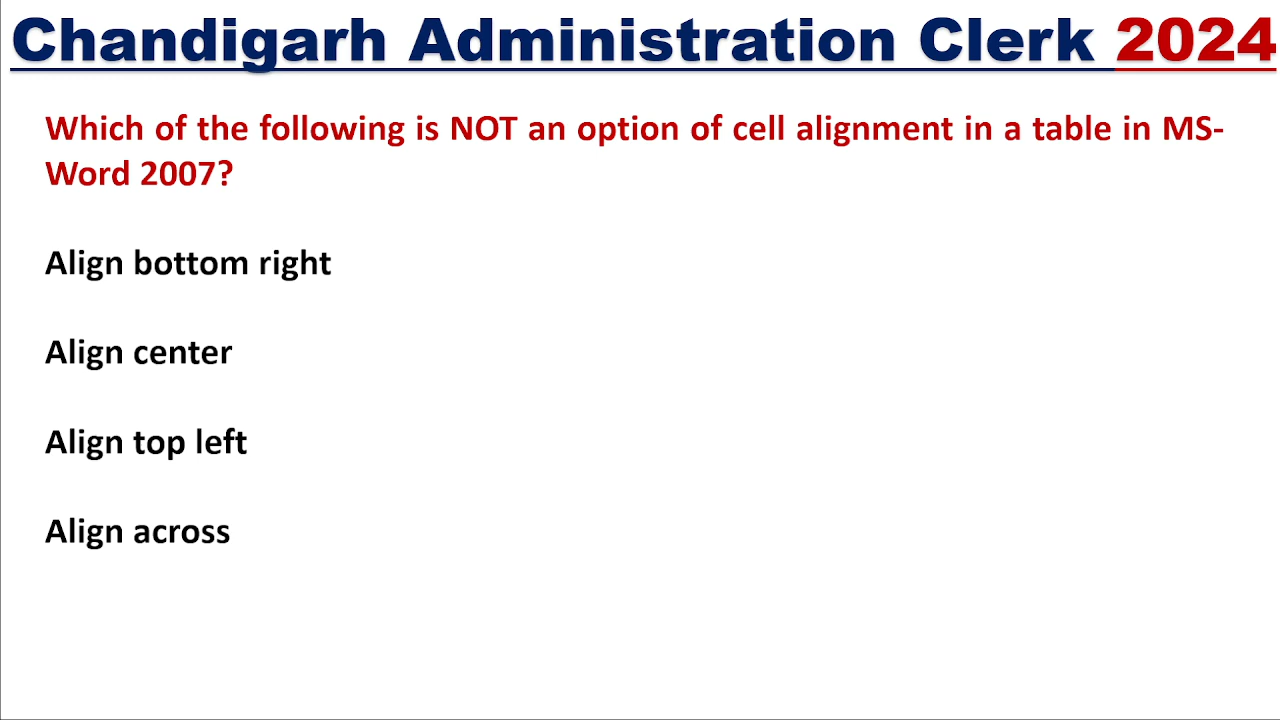 Chandigarh Administration Clerk 2024
Which of the following is NOT an option of cell alignment in a table in MS-
Word 2007?
Align bottom right
Align center
Align top left
Align across